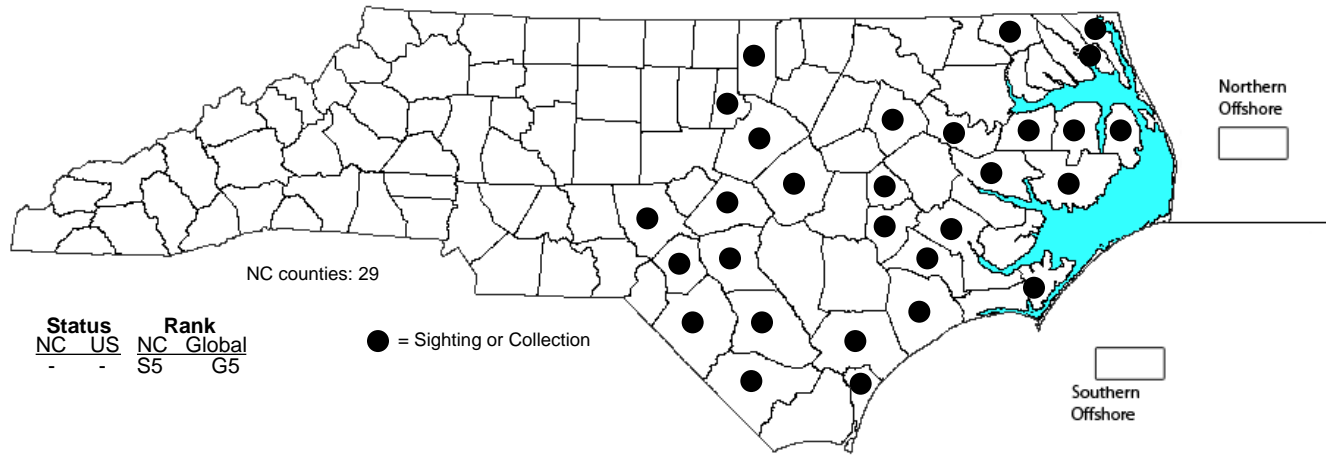 Northern
Offshore
NC counties: 29
Status Rank
NC US NC Global
- - S5 G5
= Sighting or Collection
Southern
Offshore